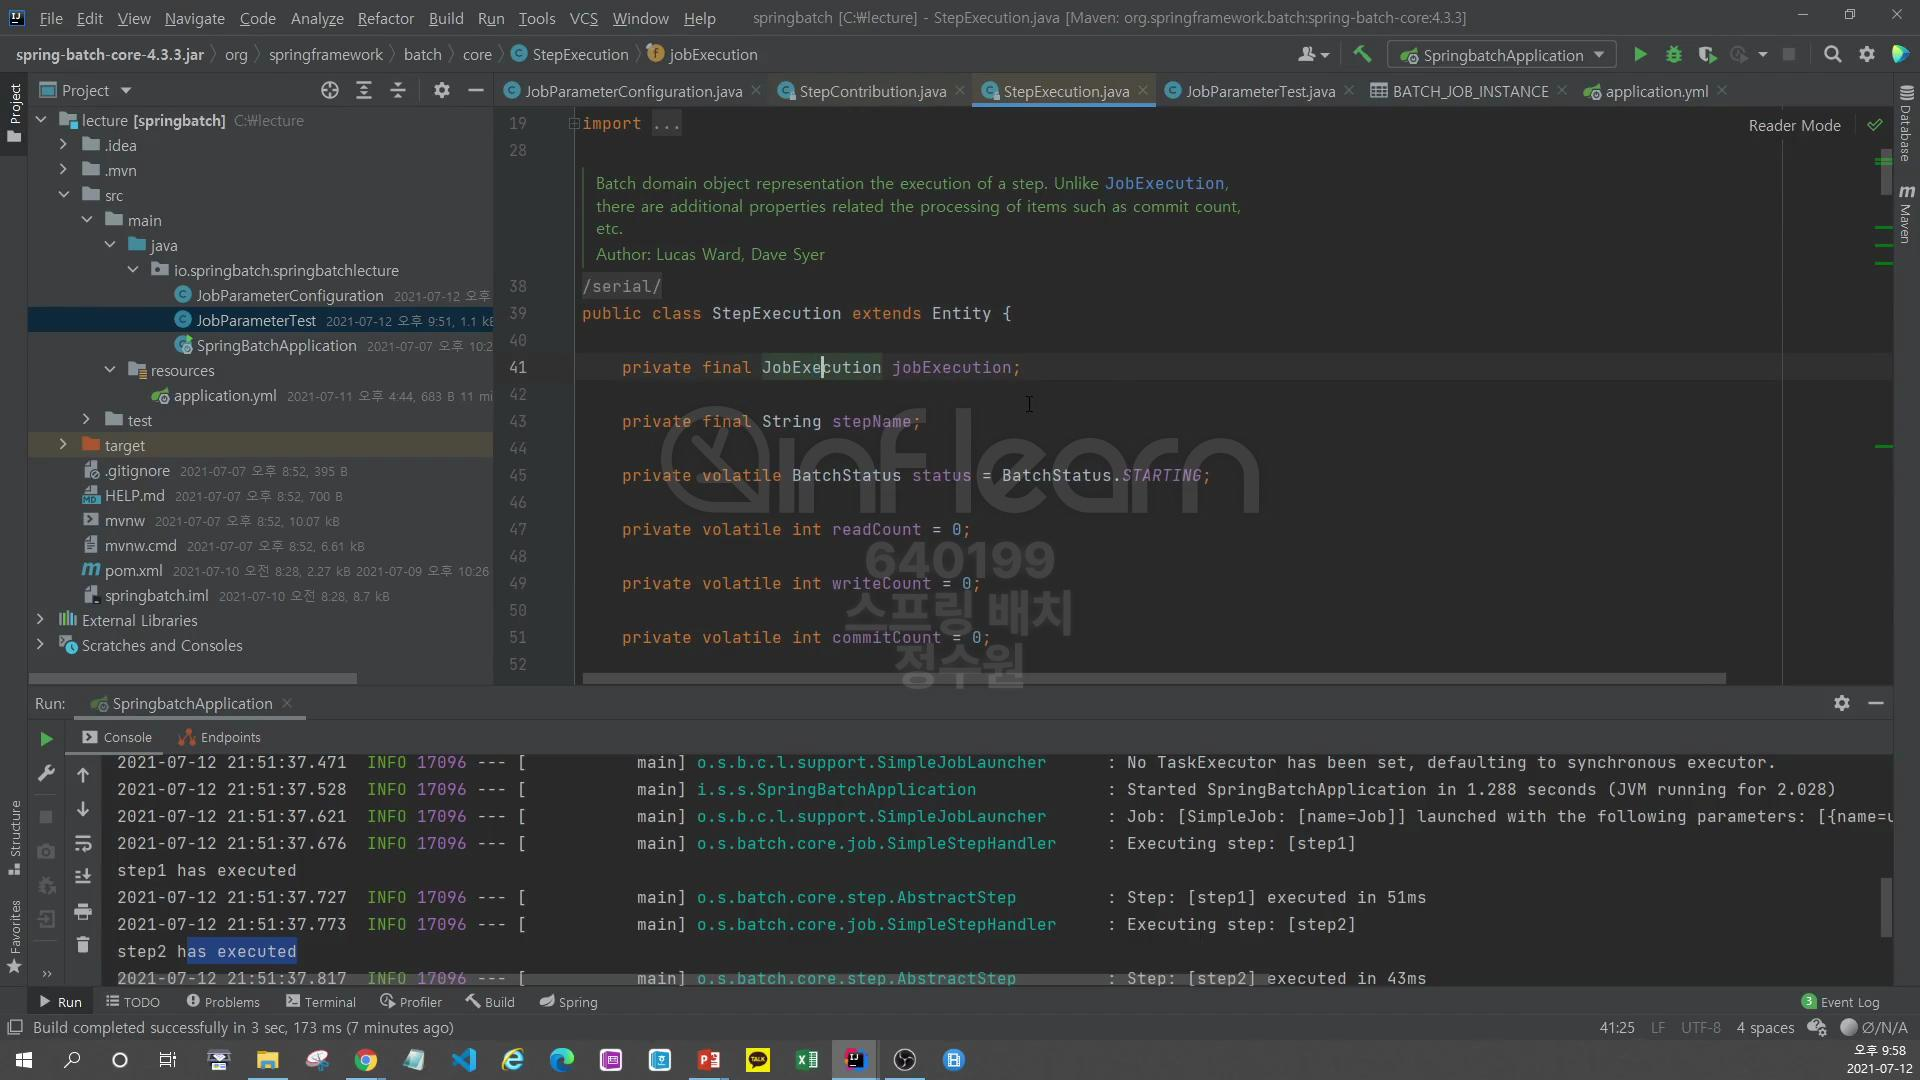 File Edit View Navigate Code Analyze Refactor Build Run Tools VCS Window Help springbatch [C:₩lecture] - StepExecution.java [Maven: org.springframework.batch:spring-batch-core:4.3.3]
spring-batch-core-4.3.3.jar org springframework batch core StepExecution jobExecution SpringbatchApplication
Project JobParameterConfiguration.java StepContribution.java StepExecution.java JobParameterTest.java BATCH_JOB_INSTANCE application.yml
Project
Structure
Favorites
Database
Maven
lecture [springbatch] C:₩lecture
.idea
.mvn
src
main
java
io.springbatch.springbatchlecture
JobParameterConfiguration 2021-07-12 오후
JobParameterTest 2021-07-12 오후 9:51, 1.1 kB
SpringBatchApplication 2021-07-07 오후 10:2
resources
application.yml 2021-07-11 오후 4:44, 683 B 11 mi
test
target
.gitignore 2021-07-07 오후 8:52, 395 B
HELP.md 2021-07-07 오후 8:52, 700 B
mvnw 2021-07-07 오후 8:52, 10.07 kB
mvnw.cmd 2021-07-07 오후 8:52, 6.61 kB
pom.xml 2021-07-10 오전 8:28, 2.27 kB 2021-07-09 오후 10:26
springbatch.iml 2021-07-10 오전 8:28, 8.7 kB
External Libraries
Scratches and Consoles
Reader Mode
19 import ...
28
Batch domain object representation the execution of a step. Unlike JobExecution,
there are additional properties related the processing of items such as commit count,
etc.
Author: Lucas Ward, Dave Syer
38 /serial/
39 public class StepExecution extends Entity {
40
41 private final JobExecution jobExecution;
42
43 private final String stepName;
44
45 private volatile BatchStatus status = BatchStatus.STARTING;
46
47 private volatile int readCount = 0;
48
49 private volatile int writeCount = 0;
50
51 private volatile int commitCount = 0;
52
inflearn
640199
스프링 배치
정수원
Run: SpringbatchApplication
Console Endpoints
2021-07-12 21:51:37.471 INFO 17096 --- [ main] o.s.b.c.l.support.SimpleJobLauncher : No TaskExecutor has been set, defaulting to synchronous executor.
2021-07-12 21:51:37.528 INFO 17096 --- [ main] i.s.s.SpringBatchApplication : Started SpringBatchApplication in 1.288 seconds (JVM running for 2.028)
2021-07-12 21:51:37.621 INFO 17096 --- [ main] o.s.b.c.l.support.SimpleJobLauncher : Job: [SimpleJob: [name=Job]] launched with the following parameters: [{name=u
2021-07-12 21:51:37.676 INFO 17096 --- [ main] o.s.batch.core.job.SimpleStepHandler : Executing step: [step1]
step1 has executed
2021-07-12 21:51:37.727 INFO 17096 --- [ main] o.s.batch.core.step.AbstractStep : Step: [step1] executed in 51ms
2021-07-12 21:51:37.773 INFO 17096 --- [ main] o.s.batch.core.job.SimpleStepHandler : Executing step: [step2]
step2 has executed
2021-07-12 21:51:37.817 INFO 17096 --- [ main] o.s.batch.core.step.AbstractStep : Step: [step2] executed in 43ms
Run TODO Problems Terminal Profiler Build Spring 3 Event Log
Build completed successfully in 3 sec, 173 ms (7 minutes ago) 41:25 LF UTF-8 4 spaces Ø/N/A
오후 9:58
2021-07-12